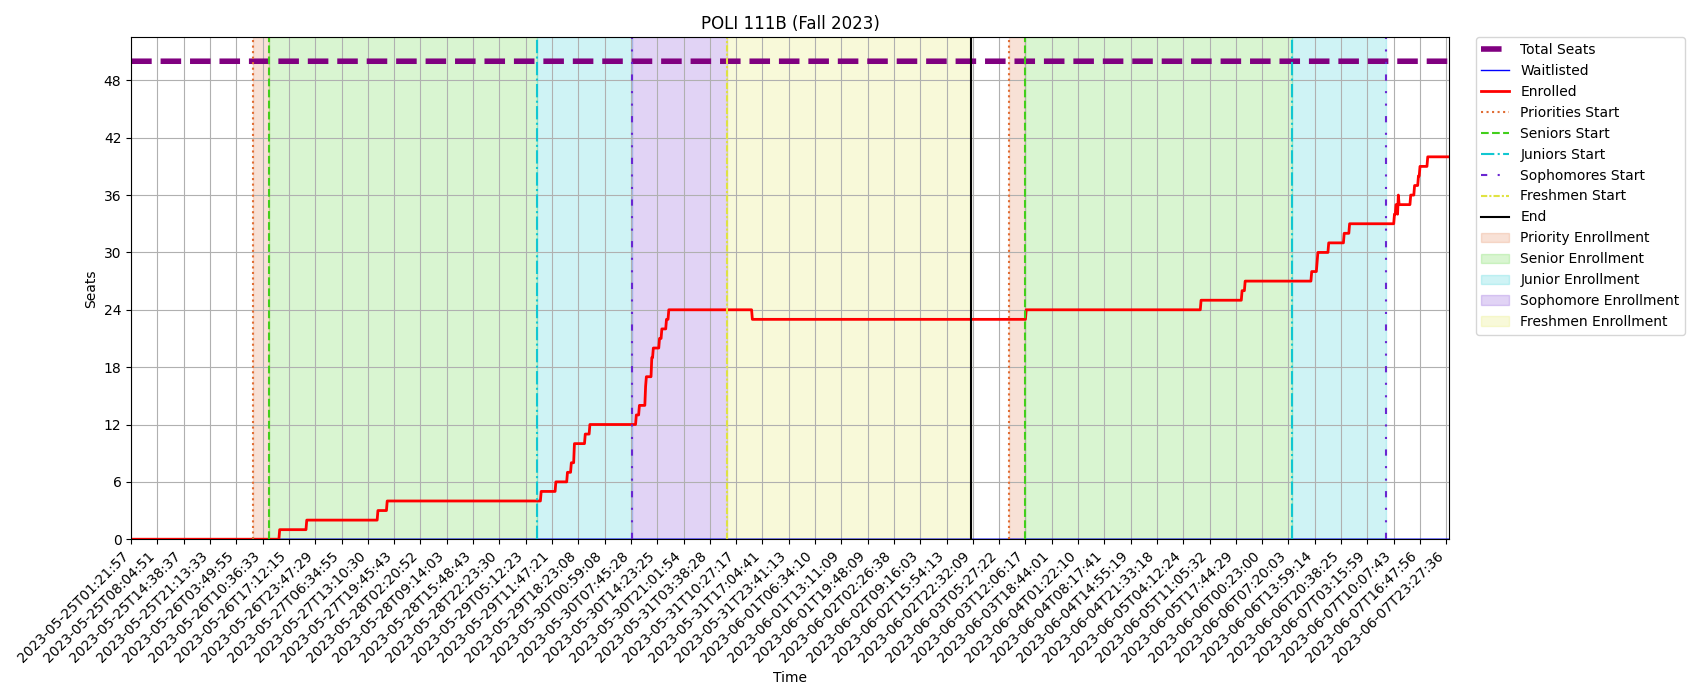 POLI 111B (Fall 2023)
Seats
48
42
36
30
24
18
12
6
0
2023-05-25T01:21:57
2023-05-25T08:04:51
2023-05-25T14:38:37
2023-05-25T21:13:33
2023-05-26T03:49:55
2023-05-26T10:36:33
2023-05-26T17:12:15
2023-05-26T23:47:29
2023-05-27T06:34:55
2023-05-27T13:10:30
2023-05-27T19:45:43
2023-05-28T02:20:52
2023-05-28T09:14:03
2023-05-28T15:48:43
2023-05-28T22:23:30
2023-05-29T05:12:23
2023-05-29T11:47:21
2023-05-29T18:23:08
2023-05-30T00:59:08
2023-05-30T07:45:28
2023-05-30T14:23:25
2023-05-30T21:01:54
2023-05-31T03:38:28
2023-05-31T10:27:17
2023-05-31T17:04:41
2023-05-31T23:41:13
2023-06-01T06:34:10
2023-06-01T13:11:09
2023-06-01T19:48:09
2023-06-02T02:26:38
2023-06-02T09:16:03
2023-06-02T15:54:13
2023-06-02T22:32:09
2023-06-03T05:27:22
2023-06-03T12:06:17
2023-06-03T18:44:01
2023-06-04T01:22:10
2023-06-04T08:17:41
2023-06-04T14:55:19
2023-06-04T21:33:18
2023-06-05T04:12:24
2023-06-05T11:05:32
2023-06-05T17:44:29
2023-06-06T00:23:00
2023-06-06T07:20:03
2023-06-06T13:59:14
2023-06-06T20:38:25
2023-06-07T03:15:59
2023-06-07T10:07:43
2023-06-07T16:47:56
2023-06-07T23:27:36
Time
Total Seats
Waitlisted
Enrolled
Priorities Start
Seniors Start
Juniors Start
Sophomores Start
Freshmen Start
End
Priority Enrollment
Senior Enrollment
Junior Enrollment
Sophomore Enrollment
Freshmen Enrollment